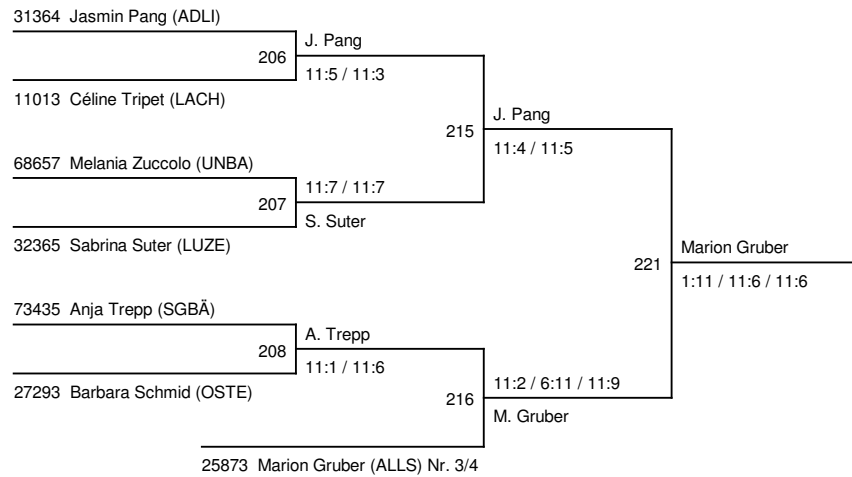 31364 Jasmin Pang (ADLI)
206
J. Pang
11:5 / 11:3
11013 Céline Tripet (LACH)
215
J. Pang
11:4 / 11:5
68657 Melania Zuccolo (UNBA)
207
11:7 / 11:7
S. Suter
32365 Sabrina Suter (LUZE)
221
Marion Gruber
1:11 / 11:6 / 11:6
73435 Anja Trepp (SGBÄ)
208
A. Trepp
11:1 / 11:6
27293 Barbara Schmid (OSTE)
216
11:2 / 6:11 / 11:9
M. Gruber
25873 Marion Gruber (ALLS) Nr. 3/4